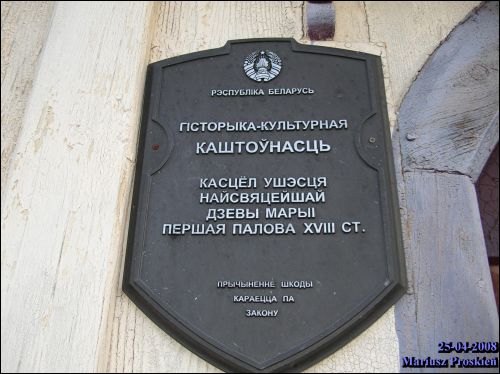 РЭСПУБЛІКА БЕЛАРУСЬ
ГІСТОРЫКА-КУЛЬТУРНАЯ
КАШТОЎНАСЦЬ
КАСЦЁЛ УШЭСЦЯ
НАЙСВЯЦЕЙШАЙ
ДЗЕВЫ МАРЫІ
ПЕРШАЯ ПАЛОВА XVIII СТ.
ПРЫЧЫНЕННЕ ШКОДЫ
КАРАЕЦЦА ПА
ЗАКОНУ
25-04-2008
Mariusz Proskień